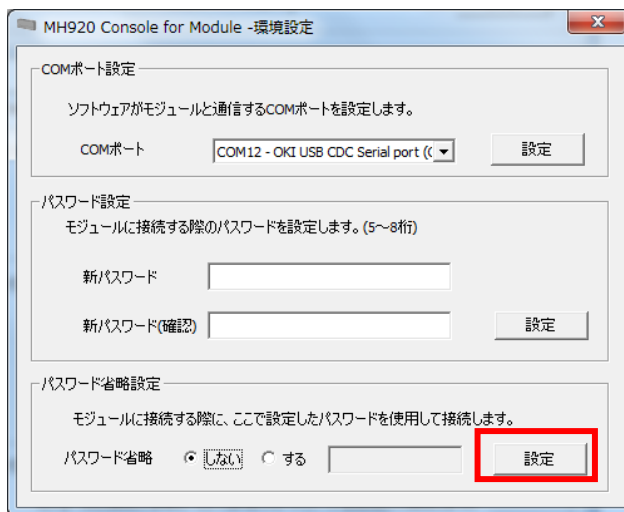 MH920 Console for Module -環境設定
COMポート設定
ソフトウェアがモジュールと通信するCOMポートを設定します。
COMポート
COM12 - OKI USB CDC Serial port ((
設定
パスワード設定
モジュールに接続する際のパスワードを設定します。(5～8桁)
新パスワード
新パスワード(確認)
設定
パスワード省略設定
モジュールに接続する際に、ここで設定したパスワードを使用して接続します。
パスワード省略 しない する 設定